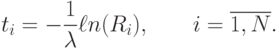 t_i = -\frac{1}{\lambda} \ell n(R_i), \qquad i = \overline{1, N}.